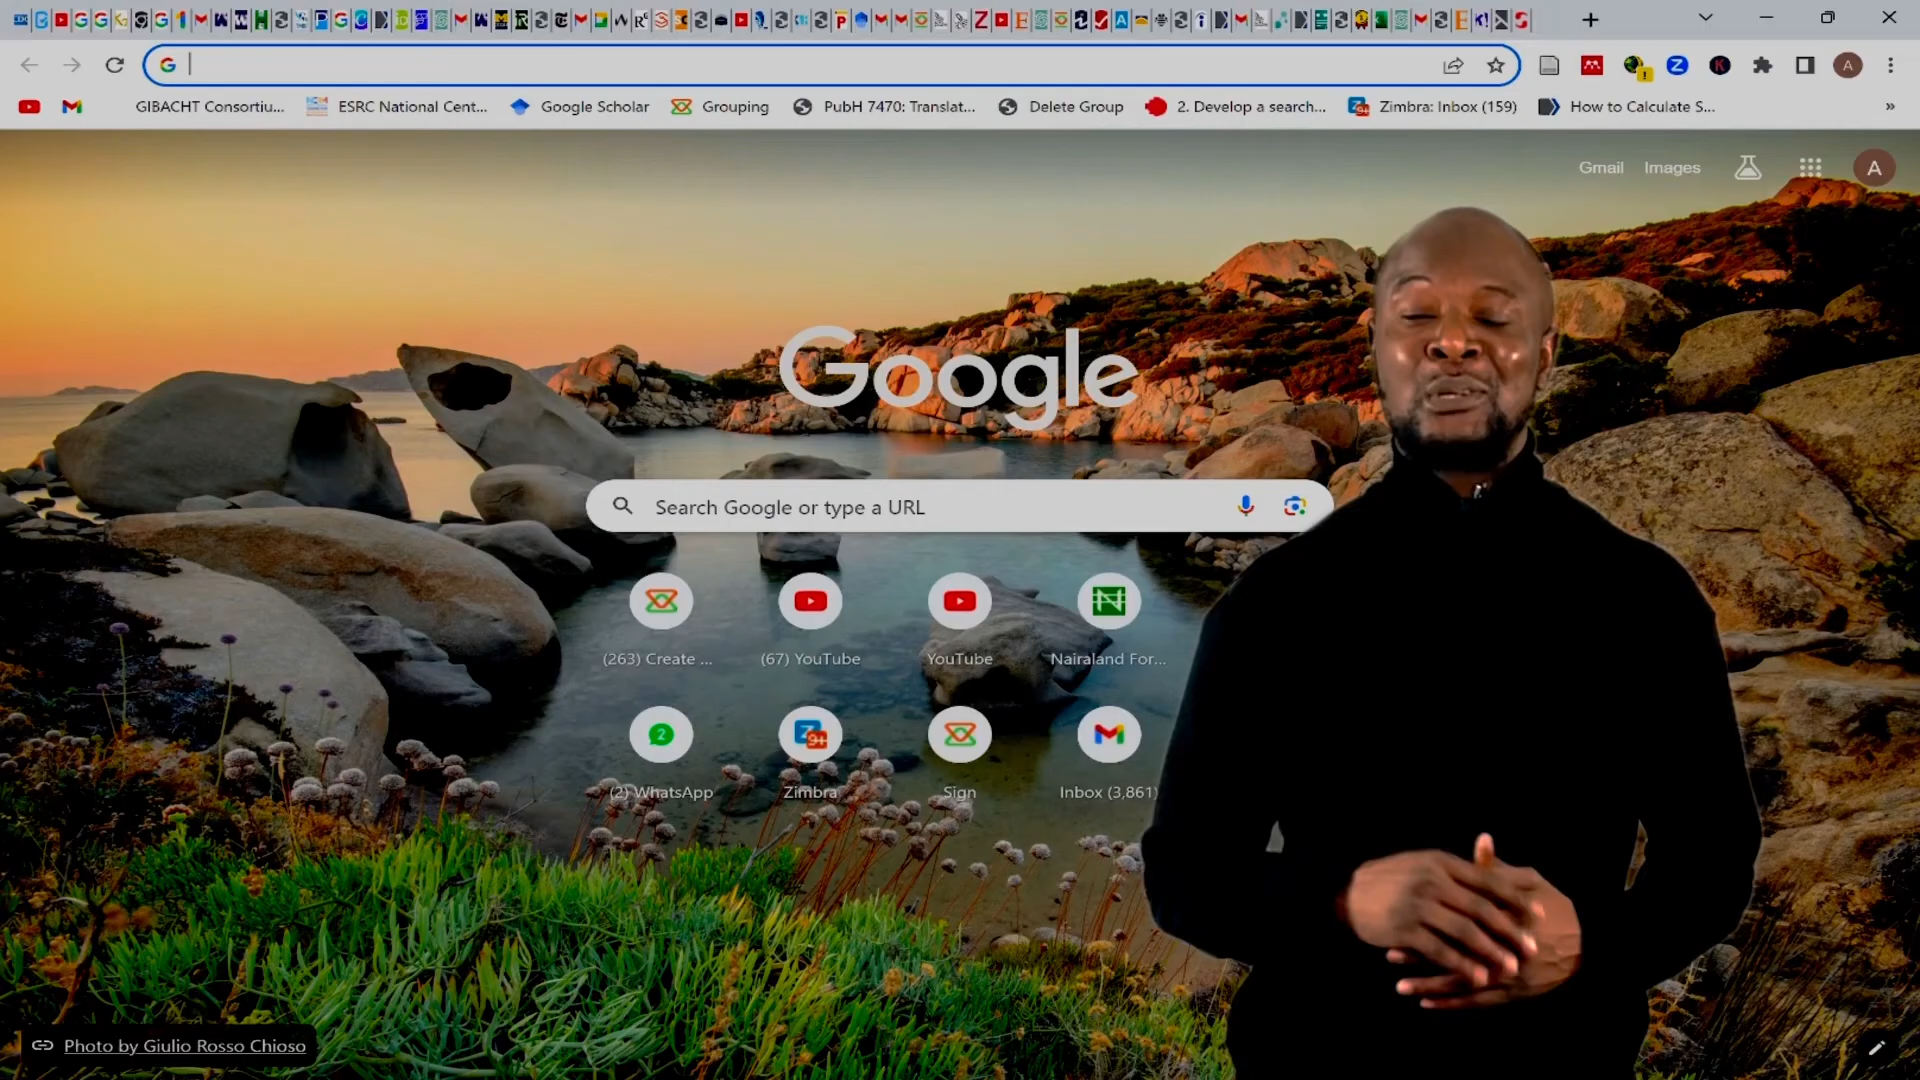 GIBACHT Consortiu...
ESRC National Cent...
Google Scholar
Grouping
PubH 7470: Translat...
Delete Group
2. Develop a search...
Zimbra: Inbox (159)
How to Calculate S...
»
Gmail
Images
A
A
Google
Search Google or type a URL
(263) Create ...
(67) YouTube
YouTube
Nairaland For...
(2) WhatsApp
Zimbra
Sign
Inbox (3,861)
Photo by Giulio Rosso Chioso